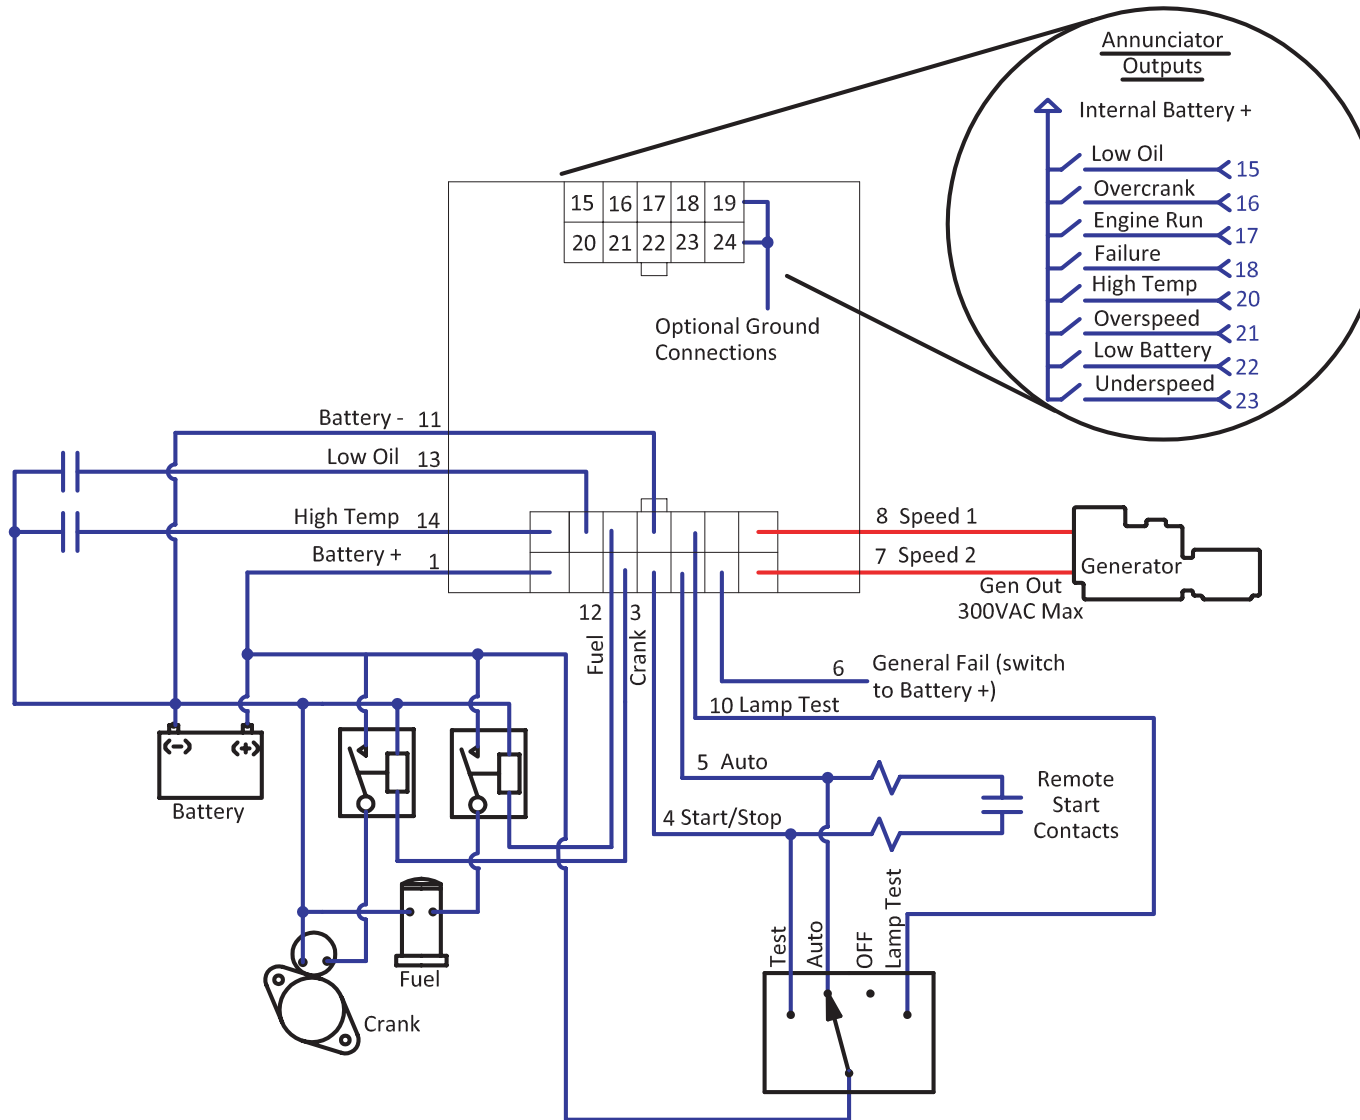 Annunciator
Outputs
Internal Battery +
Low Oil 15
Overcrank 16
Engine Run 17
Failure 18
High Temp 20
Overspeed 21
Low Battery 22
Underspeed 23
15 16 17 18 19
20 21 22 23 24
Optional Ground
Connections
Battery - 11
Low Oil 13
High Temp 14
Battery + 1
8 Speed 1
7 Speed 2
Gen Out
300VAC Max
Generator
12 Fuel
3 Crank
6 General Fail (switch
to Battery +)
10 Lamp Test
5 Auto
4 Start/Stop
Remote
Start
Contacts
(-) (+)
Battery
Fuel
Crank
Test
Auto
OFF
Lamp Test